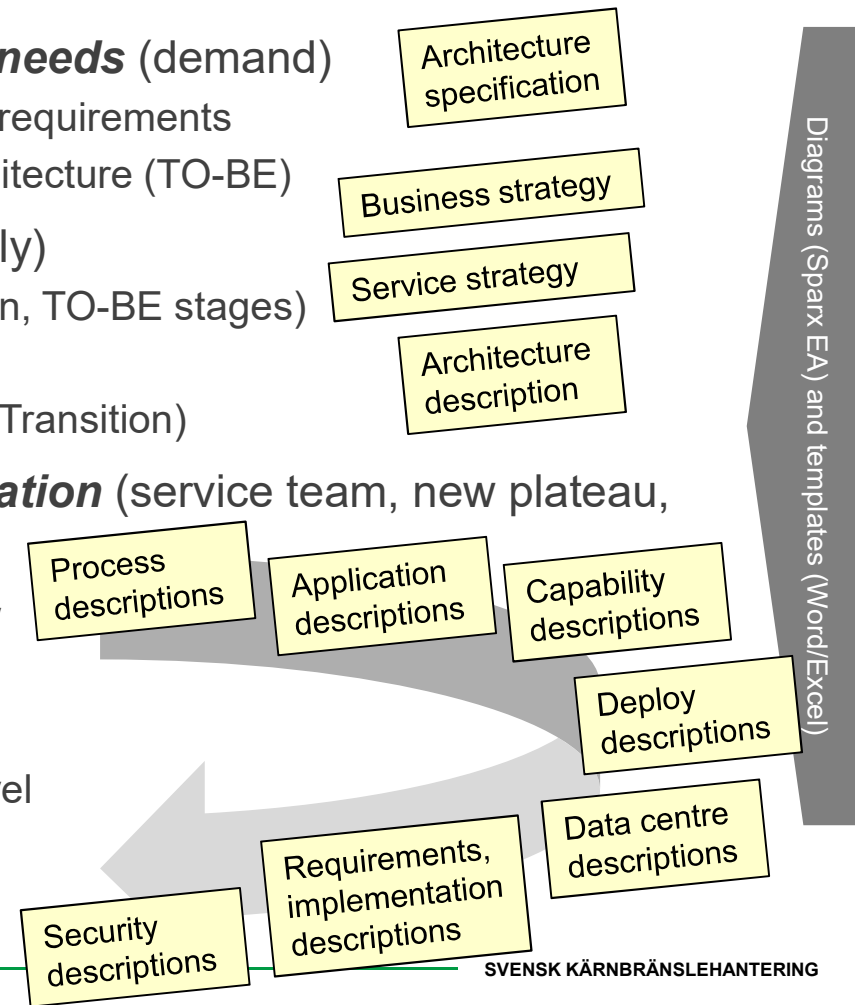 needs (demand)
requirements
itecture (TO-BE)
ly)
n, TO-BE stages)
Transition)
ation (service team, new plateau,
vel
Architecture
specification
Business strategy
Service strategy
Architecture
description
Process
descriptions
Application
descriptions
Capability
descriptions
Deploy
descriptions
Data centre
descriptions
Requirements,
implementation
descriptions
Security
descriptions
Diagrams (Sparx EA) and templates (Word/Excel)
SVENSK KÄRNBRÄNSLEHANTERING